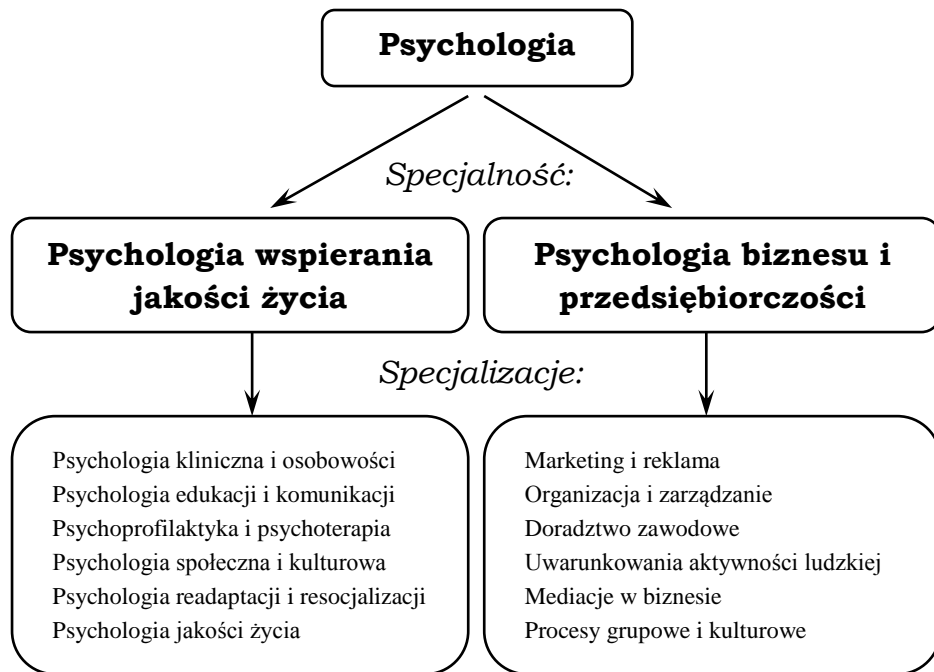 Psychologia
Specjalność:
Psychologia wspierania
jakości życia
Psychologia biznesu i
przedsiębiorczości
Specjalizacje:
Psychologia kliniczna i osobowości
Psychologia edukacji i komunikacji
Psychoprofilaktyka i psychoterapia
Psychologia społeczna i kulturowa
Psychologia readaptacji i resocjalizacji
Psychologia jakości życia
Marketing i reklama
Organizacja i zarządzanie
Doradztwo zawodowe
Uwarunkowania aktywności ludzkiej
Mediacje w biznesie
Procesy grupowe i kulturowe